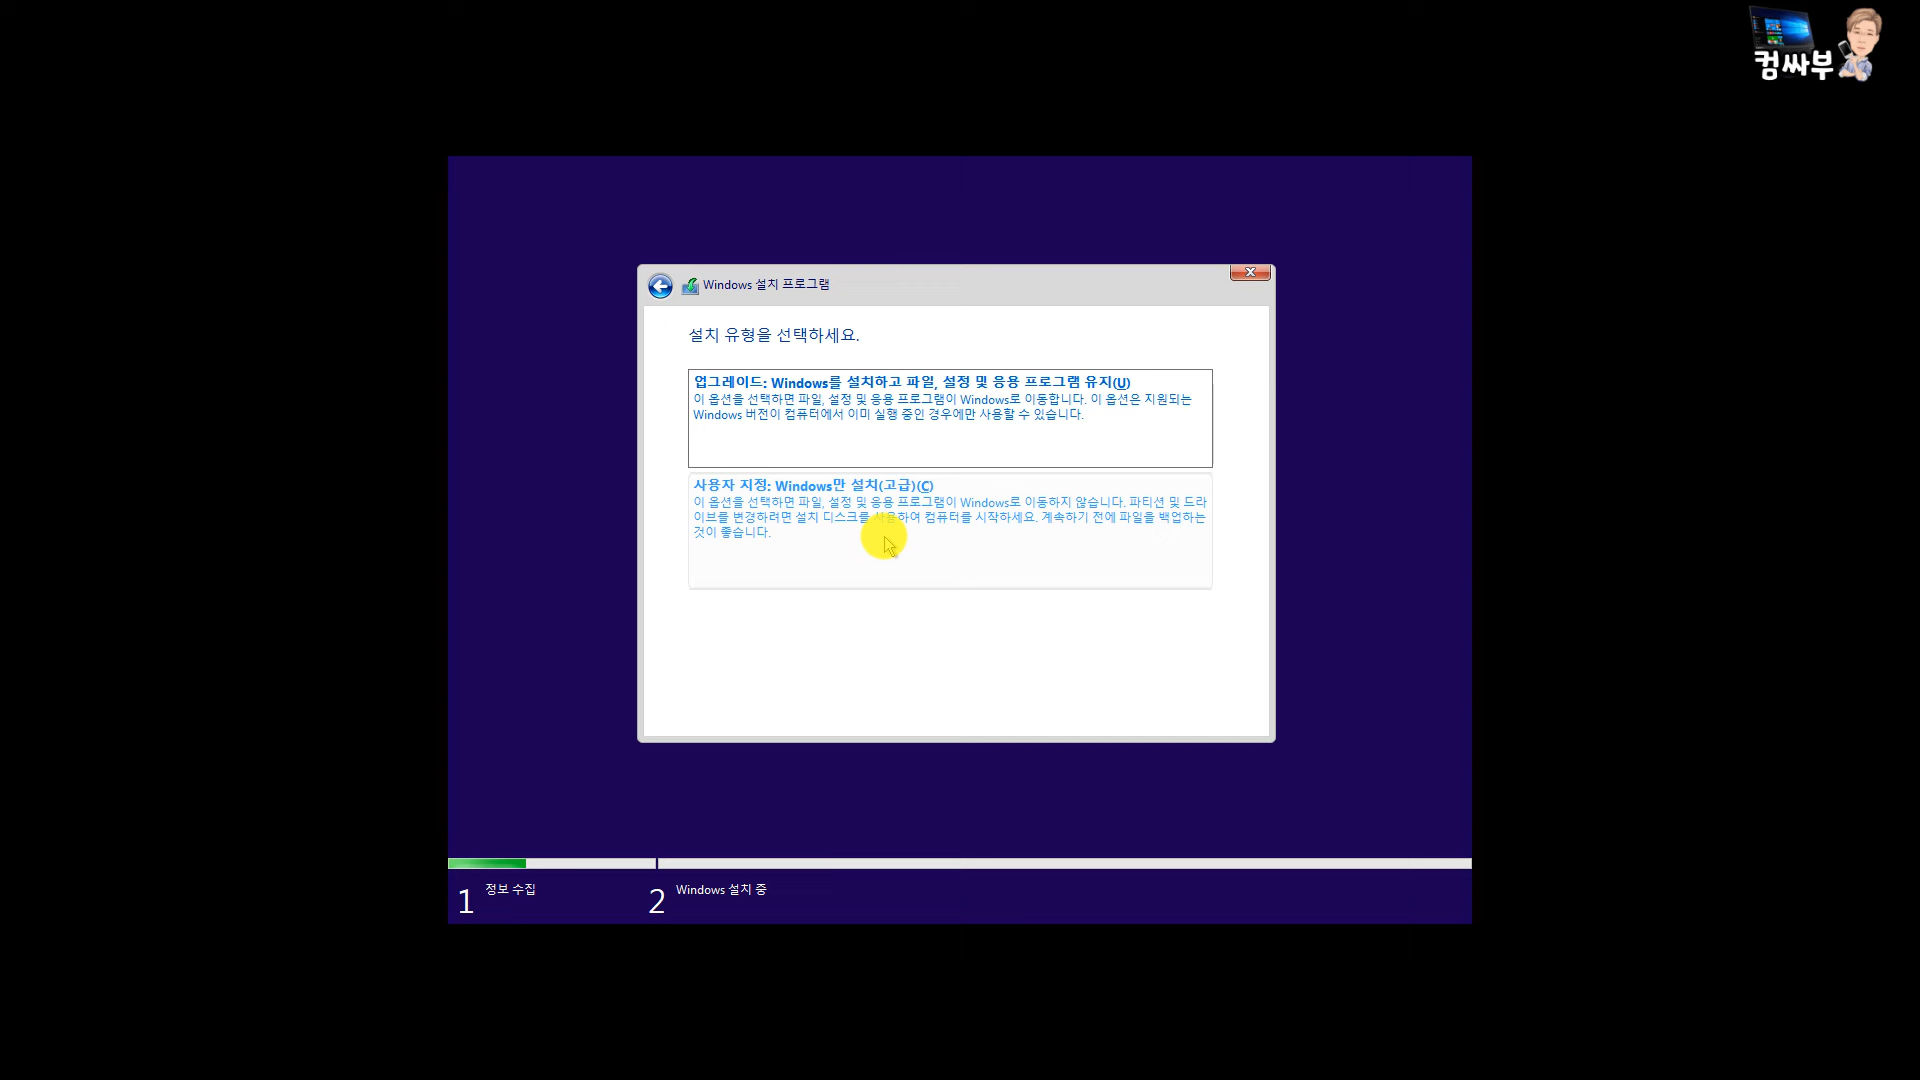 컴싸부
Windows 설치 프로그램
설치 유형을 선택하세요.
업그레이드: Windows를 설치하고 파일, 설정 및 응용 프로그램 유지(U)
이 옵션을 선택하면 파일, 설정 및 응용 프로그램이 Windows로 이동합니다. 이 옵션은 지원되는
Windows 버전이 컴퓨터에서 이미 실행 중인 경우에만 사용할 수 있습니다.
사용자 지정: Windows만 설치(고급)(C)
이 옵션을 선택하면 파일, 설정 및 응용 프로그램이 Windows로 이동하지 않습니다. 파티션 및 드라
이브를 변경하려면 설치 디스크를 사용하여 컴퓨터를 시작하세요. 계속하기 전에 파일을 백업하는
것이 좋습니다.
1 정보 수집
2 Windows 설치 중